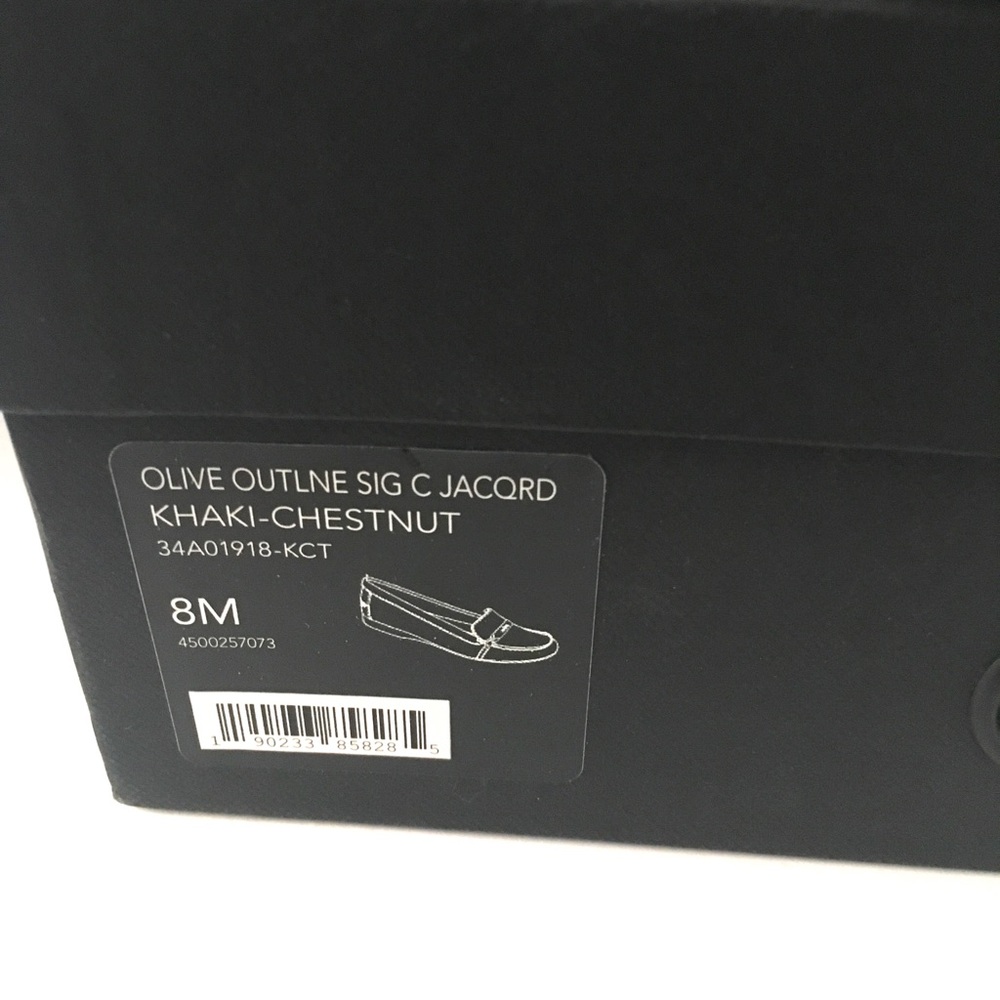 OLIVE OUTLNE SIG C JACQRD
KHAKI-CHESTNUT
34A01918-KCT
8M
4500257073
1 90233 85828 5